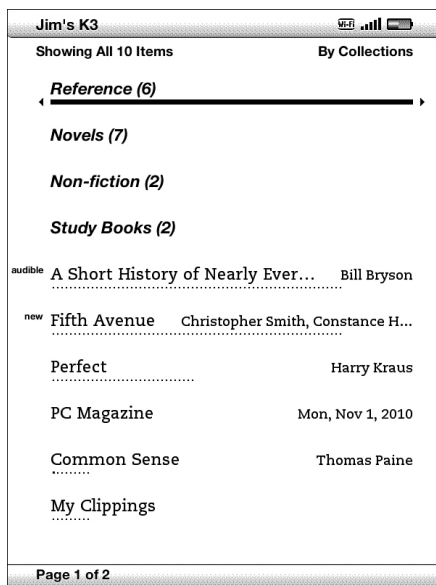 Jim's K3 Wi-Fi
Showing All 10 Items By Collections
Reference (6)
Novels (7)
Non-fiction (2)
Study Books (2)
audible A Short History of Nearly Ever... Bill Bryson
new Fifth Avenue Christopher Smith, Constance H...
Perfect Harry Kraus
PC Magazine Mon, Nov 1, 2010
Common Sense Thomas Paine
My Clippings
Page 1 of 2